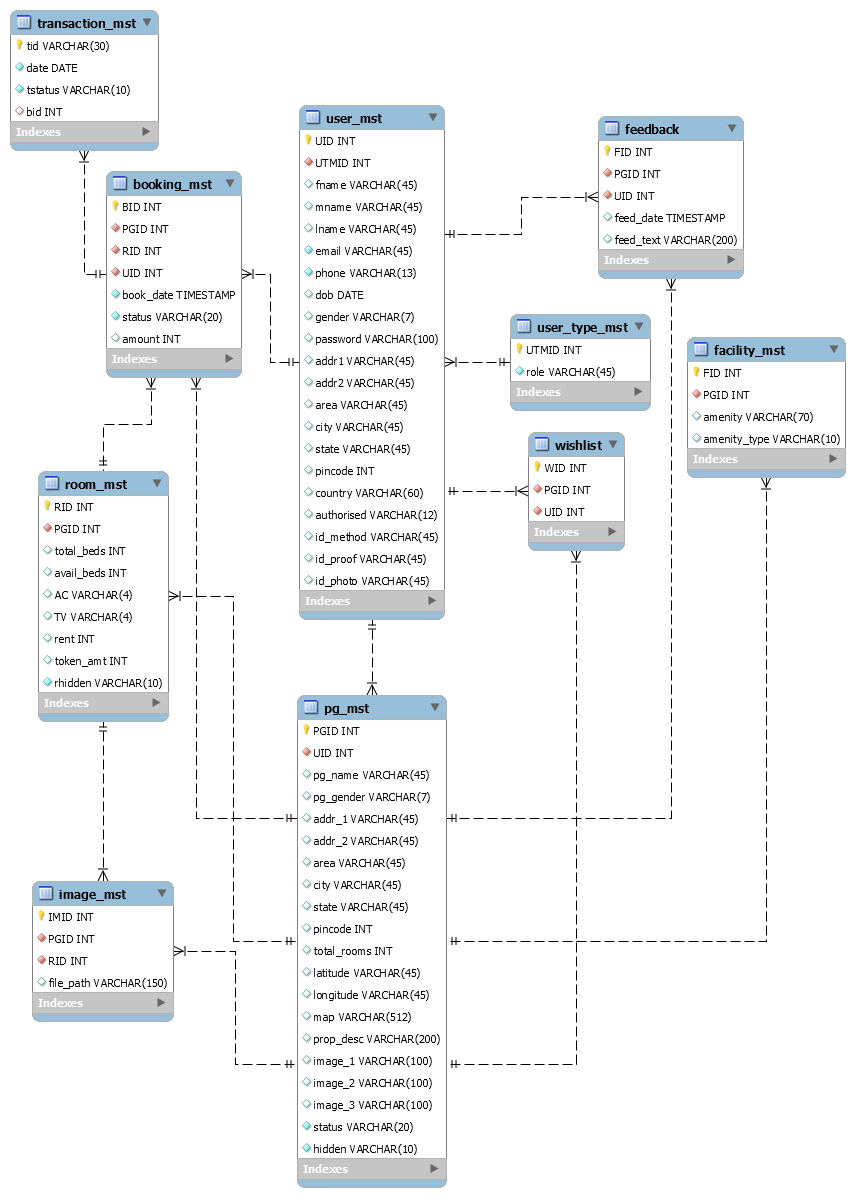 transaction_mst
tid VARCHAR(30)
date DATE
tstatus VARCHAR(10)
bid INT
Indexes
booking_mst
BID INT
PGID INT
RID INT
UID INT
book_date TIMESTAMP
status VARCHAR(20)
amount INT
Indexes
user_mst
UID INT
UTMID INT
fname VARCHAR(45)
mname VARCHAR(45)
lname VARCHAR(45)
email VARCHAR(45)
phone VARCHAR(13)
dob DATE
gender VARCHAR(7)
password VARCHAR(100)
addr1 VARCHAR(45)
addr2 VARCHAR(45)
area VARCHAR(45)
city VARCHAR(45)
state VARCHAR(45)
pincode INT
country VARCHAR(60)
authorised VARCHAR(12)
id_method VARCHAR(45)
id_proof VARCHAR(45)
id_photo VARCHAR(45)
Indexes
feedback
FID INT
PGID INT
UID INT
feed_date TIMESTAMP
feed_text VARCHAR(200)
Indexes
user_type_mst
UTMID INT
role VARCHAR(45)
Indexes
facility_mst
FID INT
PGID INT
amenity VARCHAR(70)
amenity_type VARCHAR(10)
Indexes
wishlist
WID INT
PGID INT
UID INT
Indexes
room_mst
RID INT
PGID INT
total_beds INT
avail_beds INT
AC VARCHAR(4)
TV VARCHAR(4)
rent INT
token_amt INT
rhidden VARCHAR(10)
Indexes
pg_mst
PGID INT
UID INT
pg_name VARCHAR(45)
pg_gender VARCHAR(7)
addr_1 VARCHAR(45)
addr_2 VARCHAR(45)
area VARCHAR(45)
city VARCHAR(45)
state VARCHAR(45)
pincode INT
total_rooms INT
latitude VARCHAR(45)
longitude VARCHAR(45)
map VARCHAR(512)
prop_desc VARCHAR(200)
image_1 VARCHAR(100)
image_2 VARCHAR(100)
image_3 VARCHAR(100)
status VARCHAR(20)
hidden VARCHAR(10)
Indexes
image_mst
IMID INT
PGID INT
RID INT
file_path VARCHAR(150)
Indexes